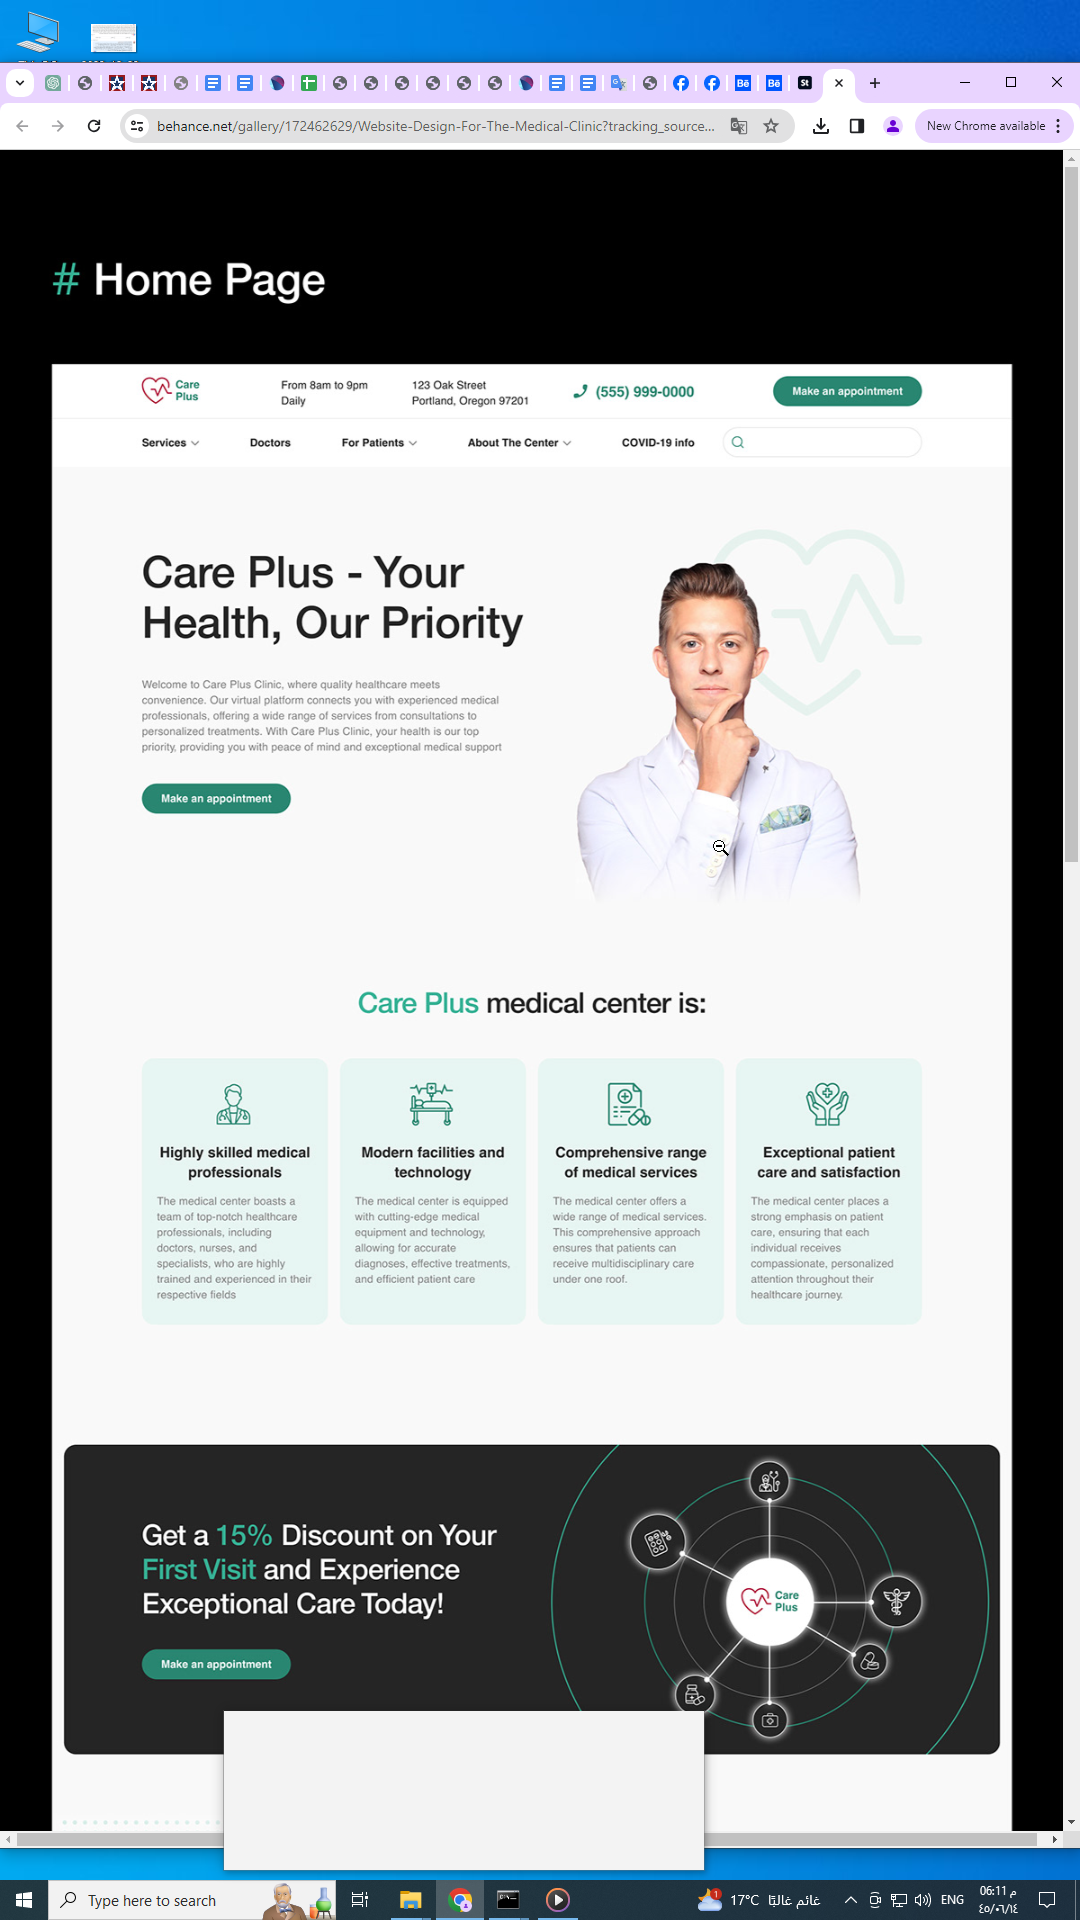 behance.net/gallery/172462629/Website-Design-For-The-Medical-Clinic?tracking_source...
New Chrome available
# Home Page
Care
Plus
From 8am to 9pm
Daily
123 Oak Street
Portland, Oregon 97201
(555) 999-0000
Make an appointment
Services
Doctors
For Patients
About The Center
COVID-19 info
Care Plus - Your
Health, Our Priority
Welcome to Care Plus Clinic, where quality healthcare meets
convenience. Our virtual platform connects you with experienced medical
professionals, offering a wide range of services from consultations to
personalized treatments. With Care Plus Clinic, your health is our top
priority, providing you with peace of mind and exceptional medical support
Make an appointment
Care Plus medical center is:
Highly skilled medical
professionals
The medical center boasts a
team of top-notch healthcare
professionals, including
doctors, nurses, and
specialists, who are highly
trained and experienced in their
respective fields
Modern facilities and
technology
The medical center is equipped
with cutting-edge medical
equipment and technology,
allowing for accurate
diagnoses, effective treatments,
and efficient patient care
Comprehensive range
of medical services
The medical center offers a
wide range of medical services.
This comprehensive approach
ensures that patients can
receive multidisciplinary care
under one roof.
Exceptional patient
care and satisfaction
The medical center places a
strong emphasis on patient
care, ensuring that each
individual receives
compassionate, personalized
attention throughout their
healthcare journey.
Get a 15% Discount on Your
First Visit and Experience
Exceptional Care Today!
Make an appointment
Care
Plus
Type here to search
1
17°C غائم غالبًا
ENG
06:11 م
٤٥/٠٦/١٤